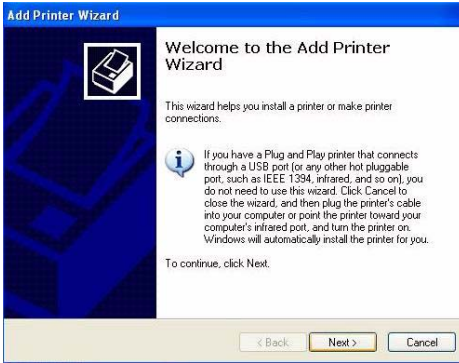 Add Printer Wizard
Welcome to the Add Printer
Wizard
This wizard helps you install a printer or make printer
connections.
If you have a Plug and Play printer that connects
through a USB port (or any other hot pluggable
port, such as IEEE 1394, infrared, and so on), you
do not need to use this wizard. Click Cancel to
close the wizard, and then plug the printer's cable
into your computer or point the printer toward your
computer's infrared port, and turn the printer on.
Windows will automatically install the printer for you.
To continue, click Next.
< Back Next > Cancel